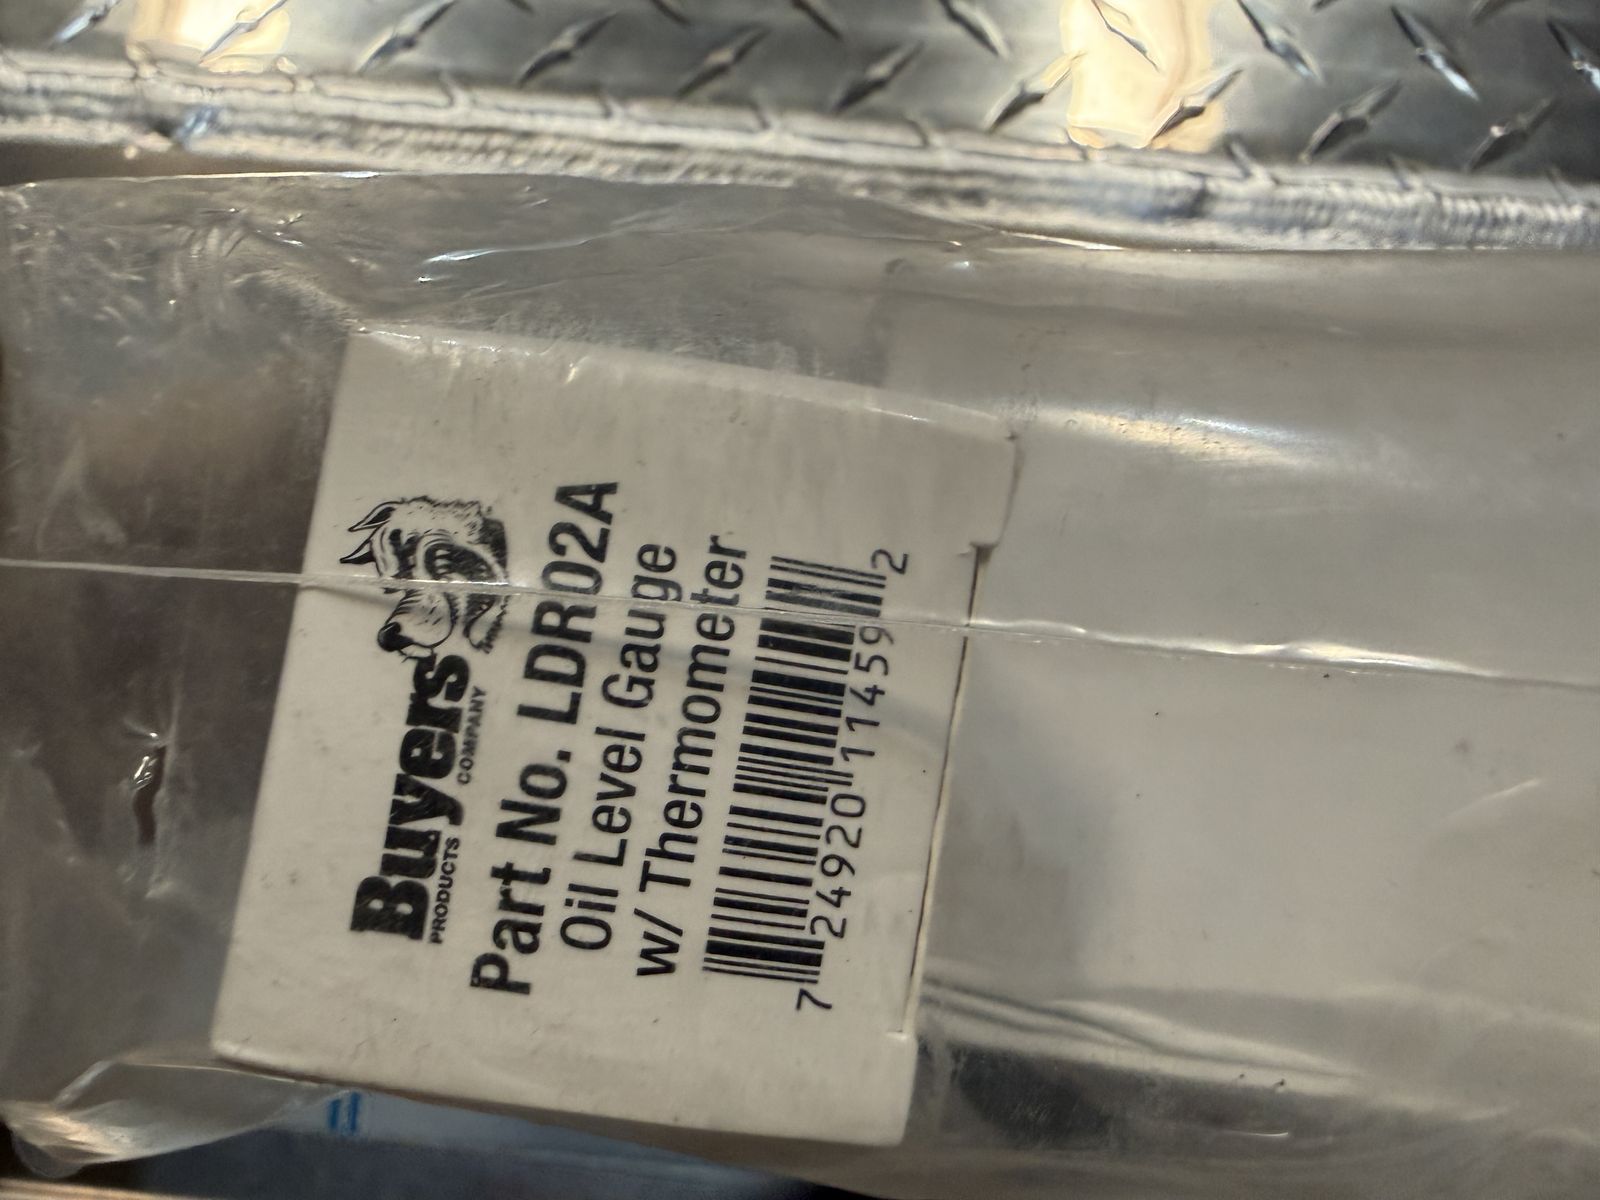 Buyers
PRODUCTS COMPANY
Part No. LDR02A
Oil Level Gauge
w/ Thermometer
7 24920 11459 2